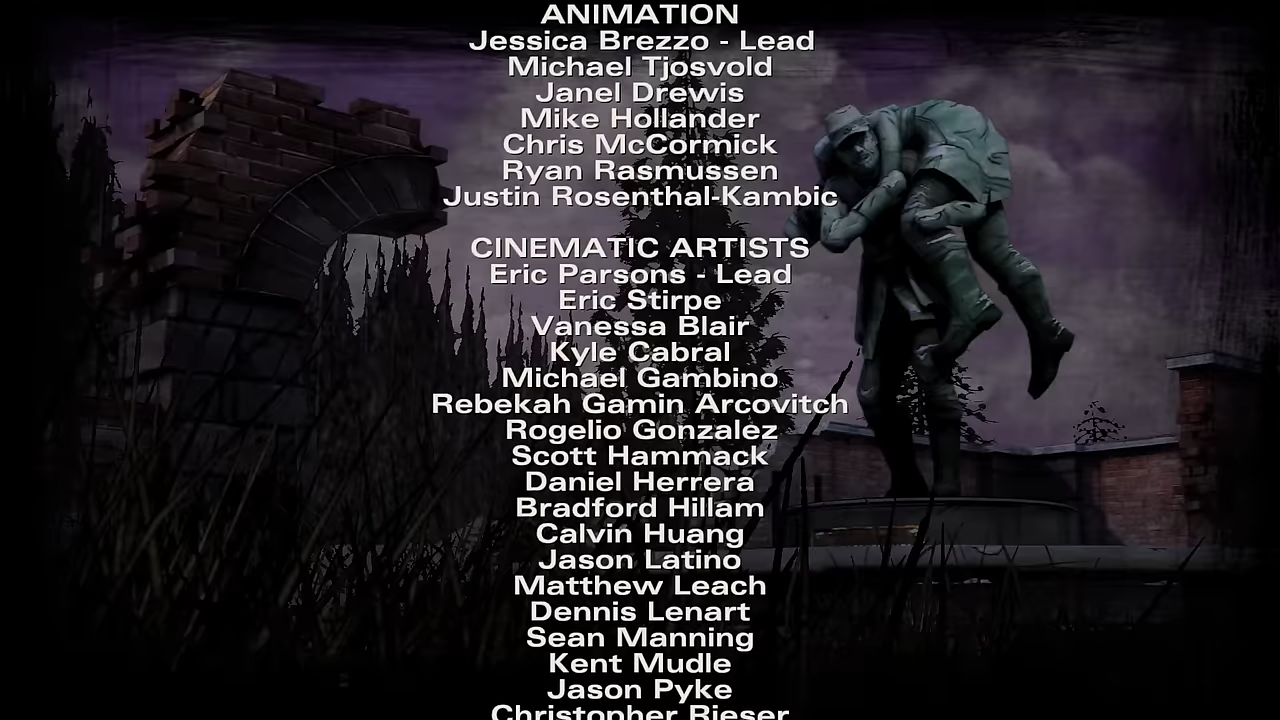 ANIMATION
Jessica Brezzo - Lead
Michael Tjosvold
Janel Drewis
Mike Hollander
Chris McCormick
Ryan Rasmussen
Justin Rosenthal-Kambic
CINEMATIC ARTISTS
Eric Parsons - Lead
Eric Stirpe
Vanessa Blair
Kyle Cabral
Michael Gambino
Rebekah Gamin Arcovitch
Rogelio Gonzalez
Scott Hammack
Daniel Herrera
Bradford Hillam
Calvin Huang
Jason Latino
Matthew Leach
Dennis Lenart
Sean Manning
Kent Mudle
Jason Pyke
Christopher Rieser